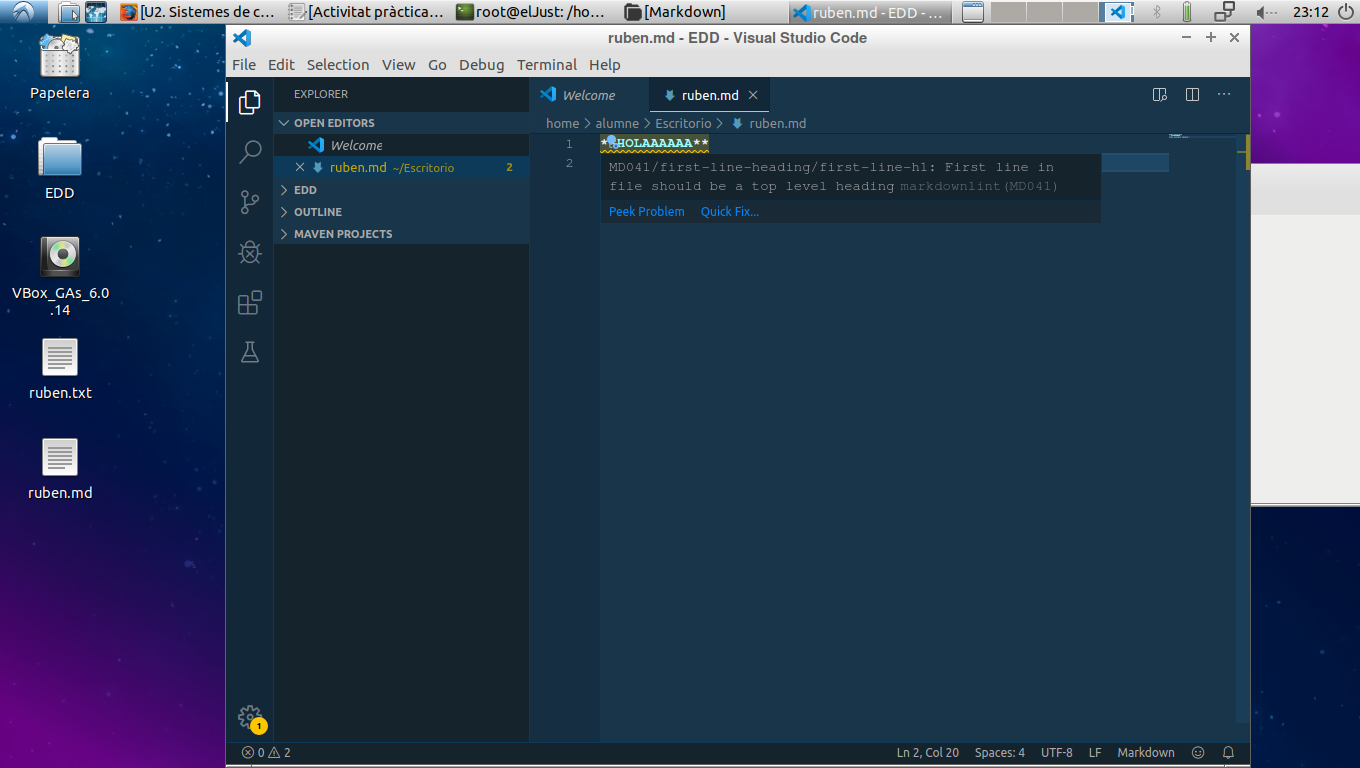 [U2. Sistemes de c...
[Activitat pràctica...
root@elJust: /ho...
[Markdown]
ruben.md - EDD - ...
23:12
ruben.md - EDD - Visual Studio Code
File Edit Selection View Go Debug Terminal Help
Papelera
EDD
VBox_GAs_6.0
.14
ruben.txt
ruben.md
EXPLORER
OPEN EDITORS
Welcome
ruben.md ~/Escritorio 2
EDD
OUTLINE
MAVEN PROJECTS
Welcome
ruben.md
home > alumne > Escritorio > ruben.md
1 **HOLAAAAAA**
2
MD041/first-line-heading/first-line-h1: First line in
file should be a top level heading markdownlint(MD041)
Peek Problem Quick Fix...
1
0 2
Ln 2, Col 20 Spaces: 4 UTF-8 LF Markdown